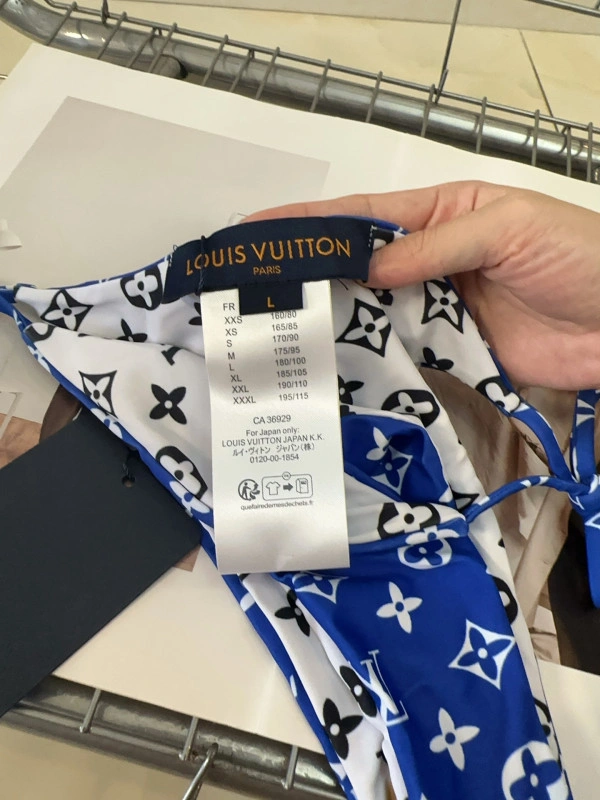 LOUIS VUITTON
PARIS
L
FR
XXS 160/80
XS 165/85
S 170/90
M 175/95
L 180/100
XL 185/105
XXL 190/110
XXXL 195/115
CA 36929
For Japan only:
LOUIS VUITTON JAPAN K.K.
ルイ・ヴィトン ジャパン(株)
0120-00-1854
FR
quefairedemesdechets.fr